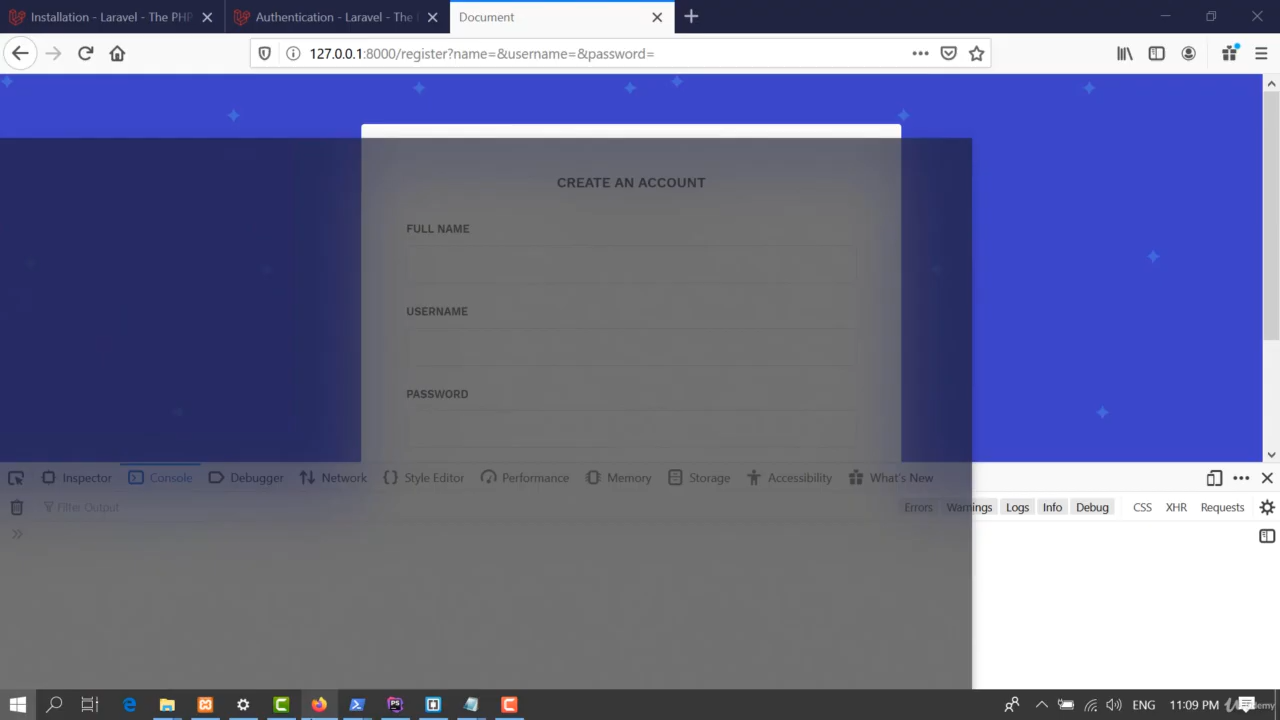 Installation - Laravel - The PHP
Authentication - Laravel - The
Document
127.0.0.1:8000/register?name=&username=&password=
CREATE AN ACCOUNT
FULL NAME
USERNAME
PASSWORD
Inspector
Console
Debugger
Network
Style Editor
Performance
Memory
Storage
Accessibility
What's New
Filter Output
Errors
Warnings
Logs
Info
Debug
CSS
XHR
Requests
ENG
11:09 PM
Udemy